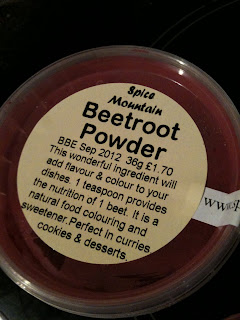 Spice
Mountain
Beetroot
Powder
BBE Sep 2012 36g £1.70
This wonderful ingredient will
add flavour & colour to your
dishes. 1 teaspoon provides
the nutrition of 1 beet. It is a
natural food colouring and
sweetener. Perfect in curries,
cookies & desserts.